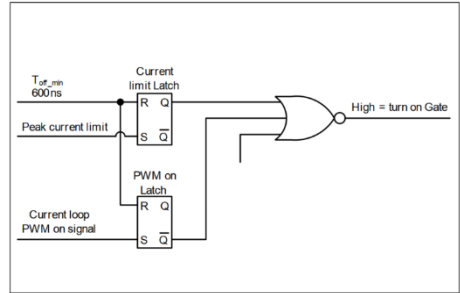 Current
limit Latch
T_off_min
600ns
R Q
High = turn on Gate
Peak current limit
S Q̅
PWM on
Latch
R Q
Current loop
PWM on signal
S Q̅